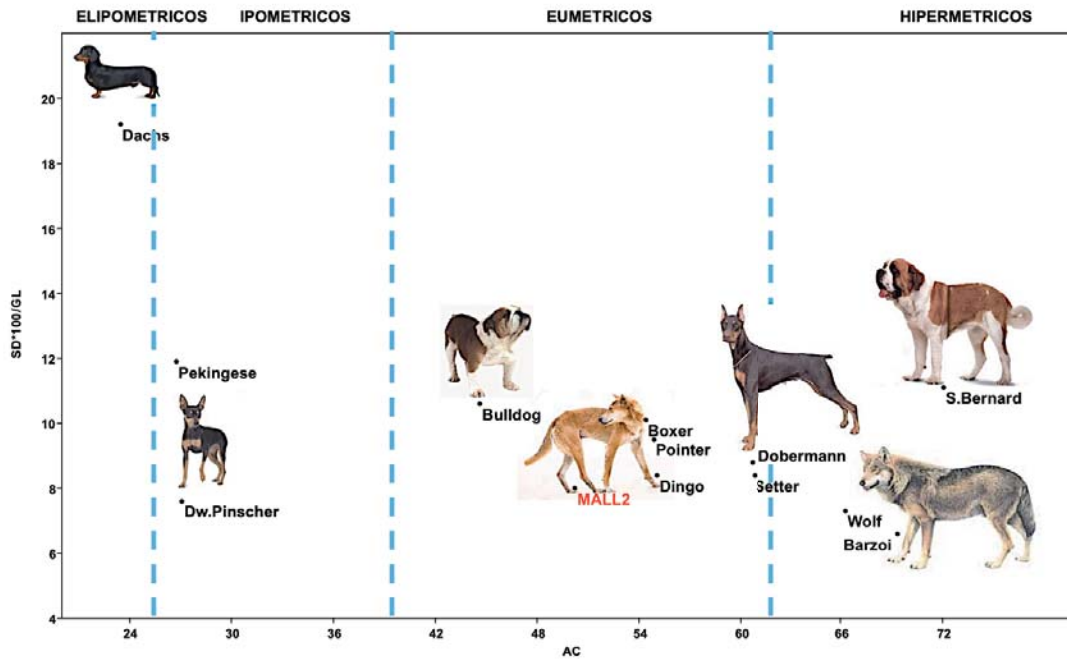 ELIPOMETRICOS IPOMETRICOS EUMETRICOS HIPERMETRICOS
20
Dachs
18
16
14
12
Pekingese
S.Bernard
Bulldog
10
Boxer
Pointer
Dobermann
Dingo
Setter
8
MALL2
Dw.Pinscher
Wolf
Barzoi
6
4
SD*100/GL
24 30 36 42 48 54 60 66 72
AC